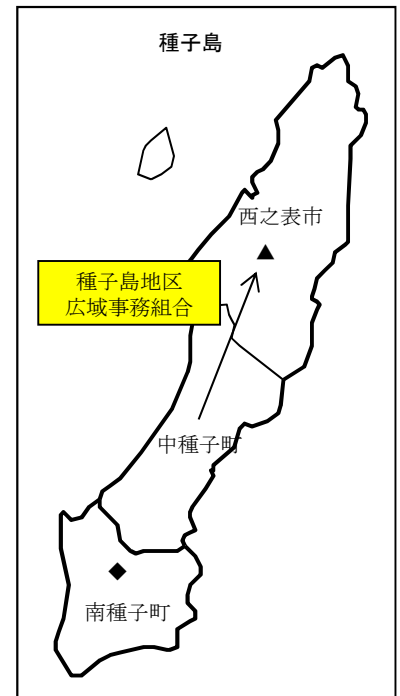 種子島
西之表市
種子島地区
広域事務組合
中種子町
南種子町